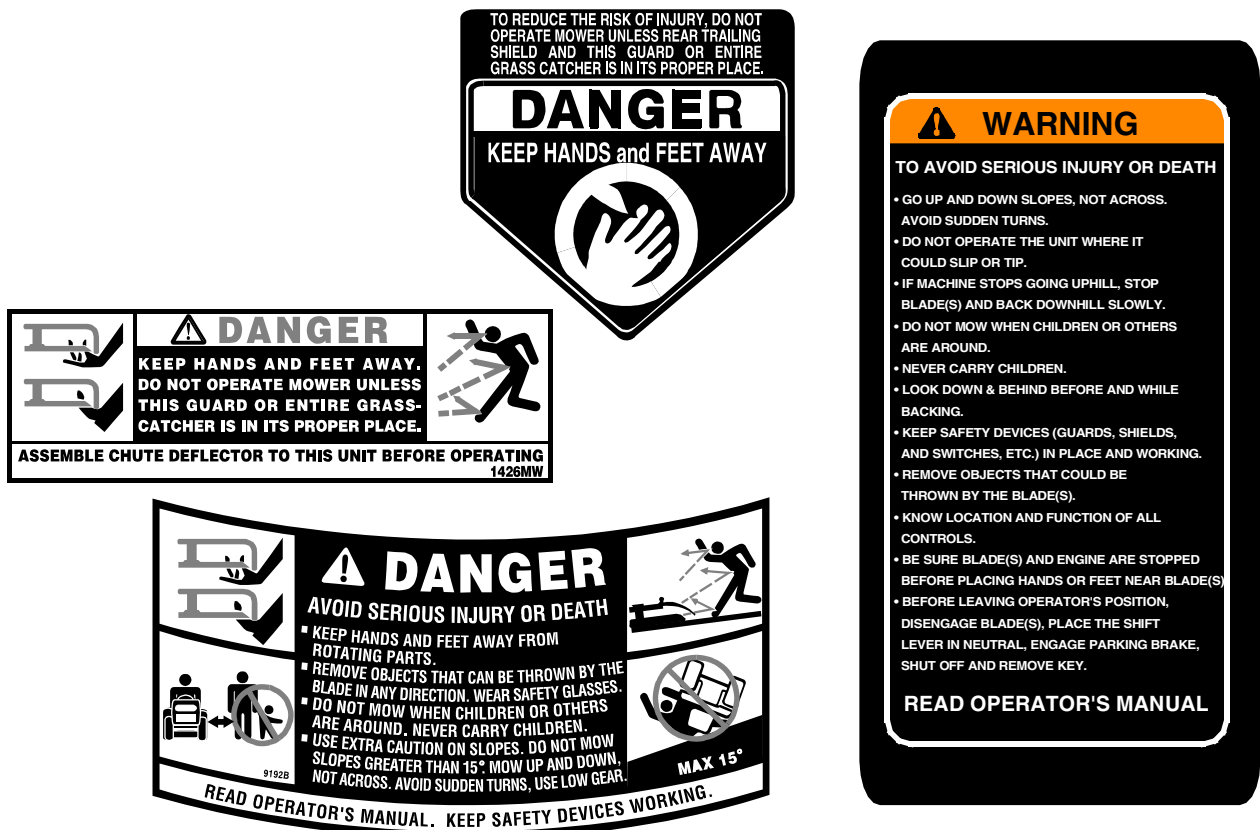 TO REDUCE THE RISK OF INJURY, DO NOT
OPERATE MOWER UNLESS REAR TRAILING
SHIELD AND THIS GUARD OR ENTIRE
GRASS CATCHER IS IN ITS PROPER PLACE.
DANGER
KEEP HANDS and FEET AWAY
DANGER
KEEP HANDS AND FEET AWAY.
DO NOT OPERATE MOWER UNLESS
THIS GUARD OR ENTIRE GRASS-
CATCHER IS IN ITS PROPER PLACE.
ASSEMBLE CHUTE DEFLECTOR TO THIS UNIT BEFORE OPERATING
1426MW
DANGER
AVOID SERIOUS INJURY OR DEATH
▪ KEEP HANDS AND FEET AWAY FROM
ROTATING PARTS.
▪ REMOVE OBJECTS THAT CAN BE THROWN BY THE
BLADE IN ANY DIRECTION. WEAR SAFETY GLASSES.
▪ DO NOT MOW WHEN CHILDREN OR OTHERS
ARE AROUND. NEVER CARRY CHILDREN.
▪ USE EXTRA CAUTION ON SLOPES. DO NOT MOW
SLOPES GREATER THAN 15°. MOW UP AND DOWN,
NOT ACROSS. AVOID SUDDEN TURNS, USE LOW GEAR.
9192B
MAX 15°
READ OPERATOR'S MANUAL. KEEP SAFETY DEVICES WORKING.
WARNING
TO AVOID SERIOUS INJURY OR DEATH
• GO UP AND DOWN SLOPES, NOT ACROSS.
AVOID SUDDEN TURNS.
• DO NOT OPERATE THE UNIT WHERE IT
COULD SLIP OR TIP.
• IF MACHINE STOPS GOING UPHILL, STOP
BLADE(S) AND BACK DOWNHILL SLOWLY.
• DO NOT MOW WHEN CHILDREN OR OTHERS
ARE AROUND.
• NEVER CARRY CHILDREN.
• LOOK DOWN & BEHIND BEFORE AND WHILE
BACKING.
• KEEP SAFETY DEVICES (GUARDS, SHIELDS,
AND SWITCHES, ETC.) IN PLACE AND WORKING.
• REMOVE OBJECTS THAT COULD BE
THROWN BY THE BLADE(S).
• KNOW LOCATION AND FUNCTION OF ALL
CONTROLS.
• BE SURE BLADE(S) AND ENGINE ARE STOPPED
BEFORE PLACING HANDS OR FEET NEAR BLADE(S)
• BEFORE LEAVING OPERATOR'S POSITION,
DISENGAGE BLADE(S), PLACE THE SHIFT
LEVER IN NEUTRAL, ENGAGE PARKING BRAKE,
SHUT OFF AND REMOVE KEY.
READ OPERATOR'S MANUAL